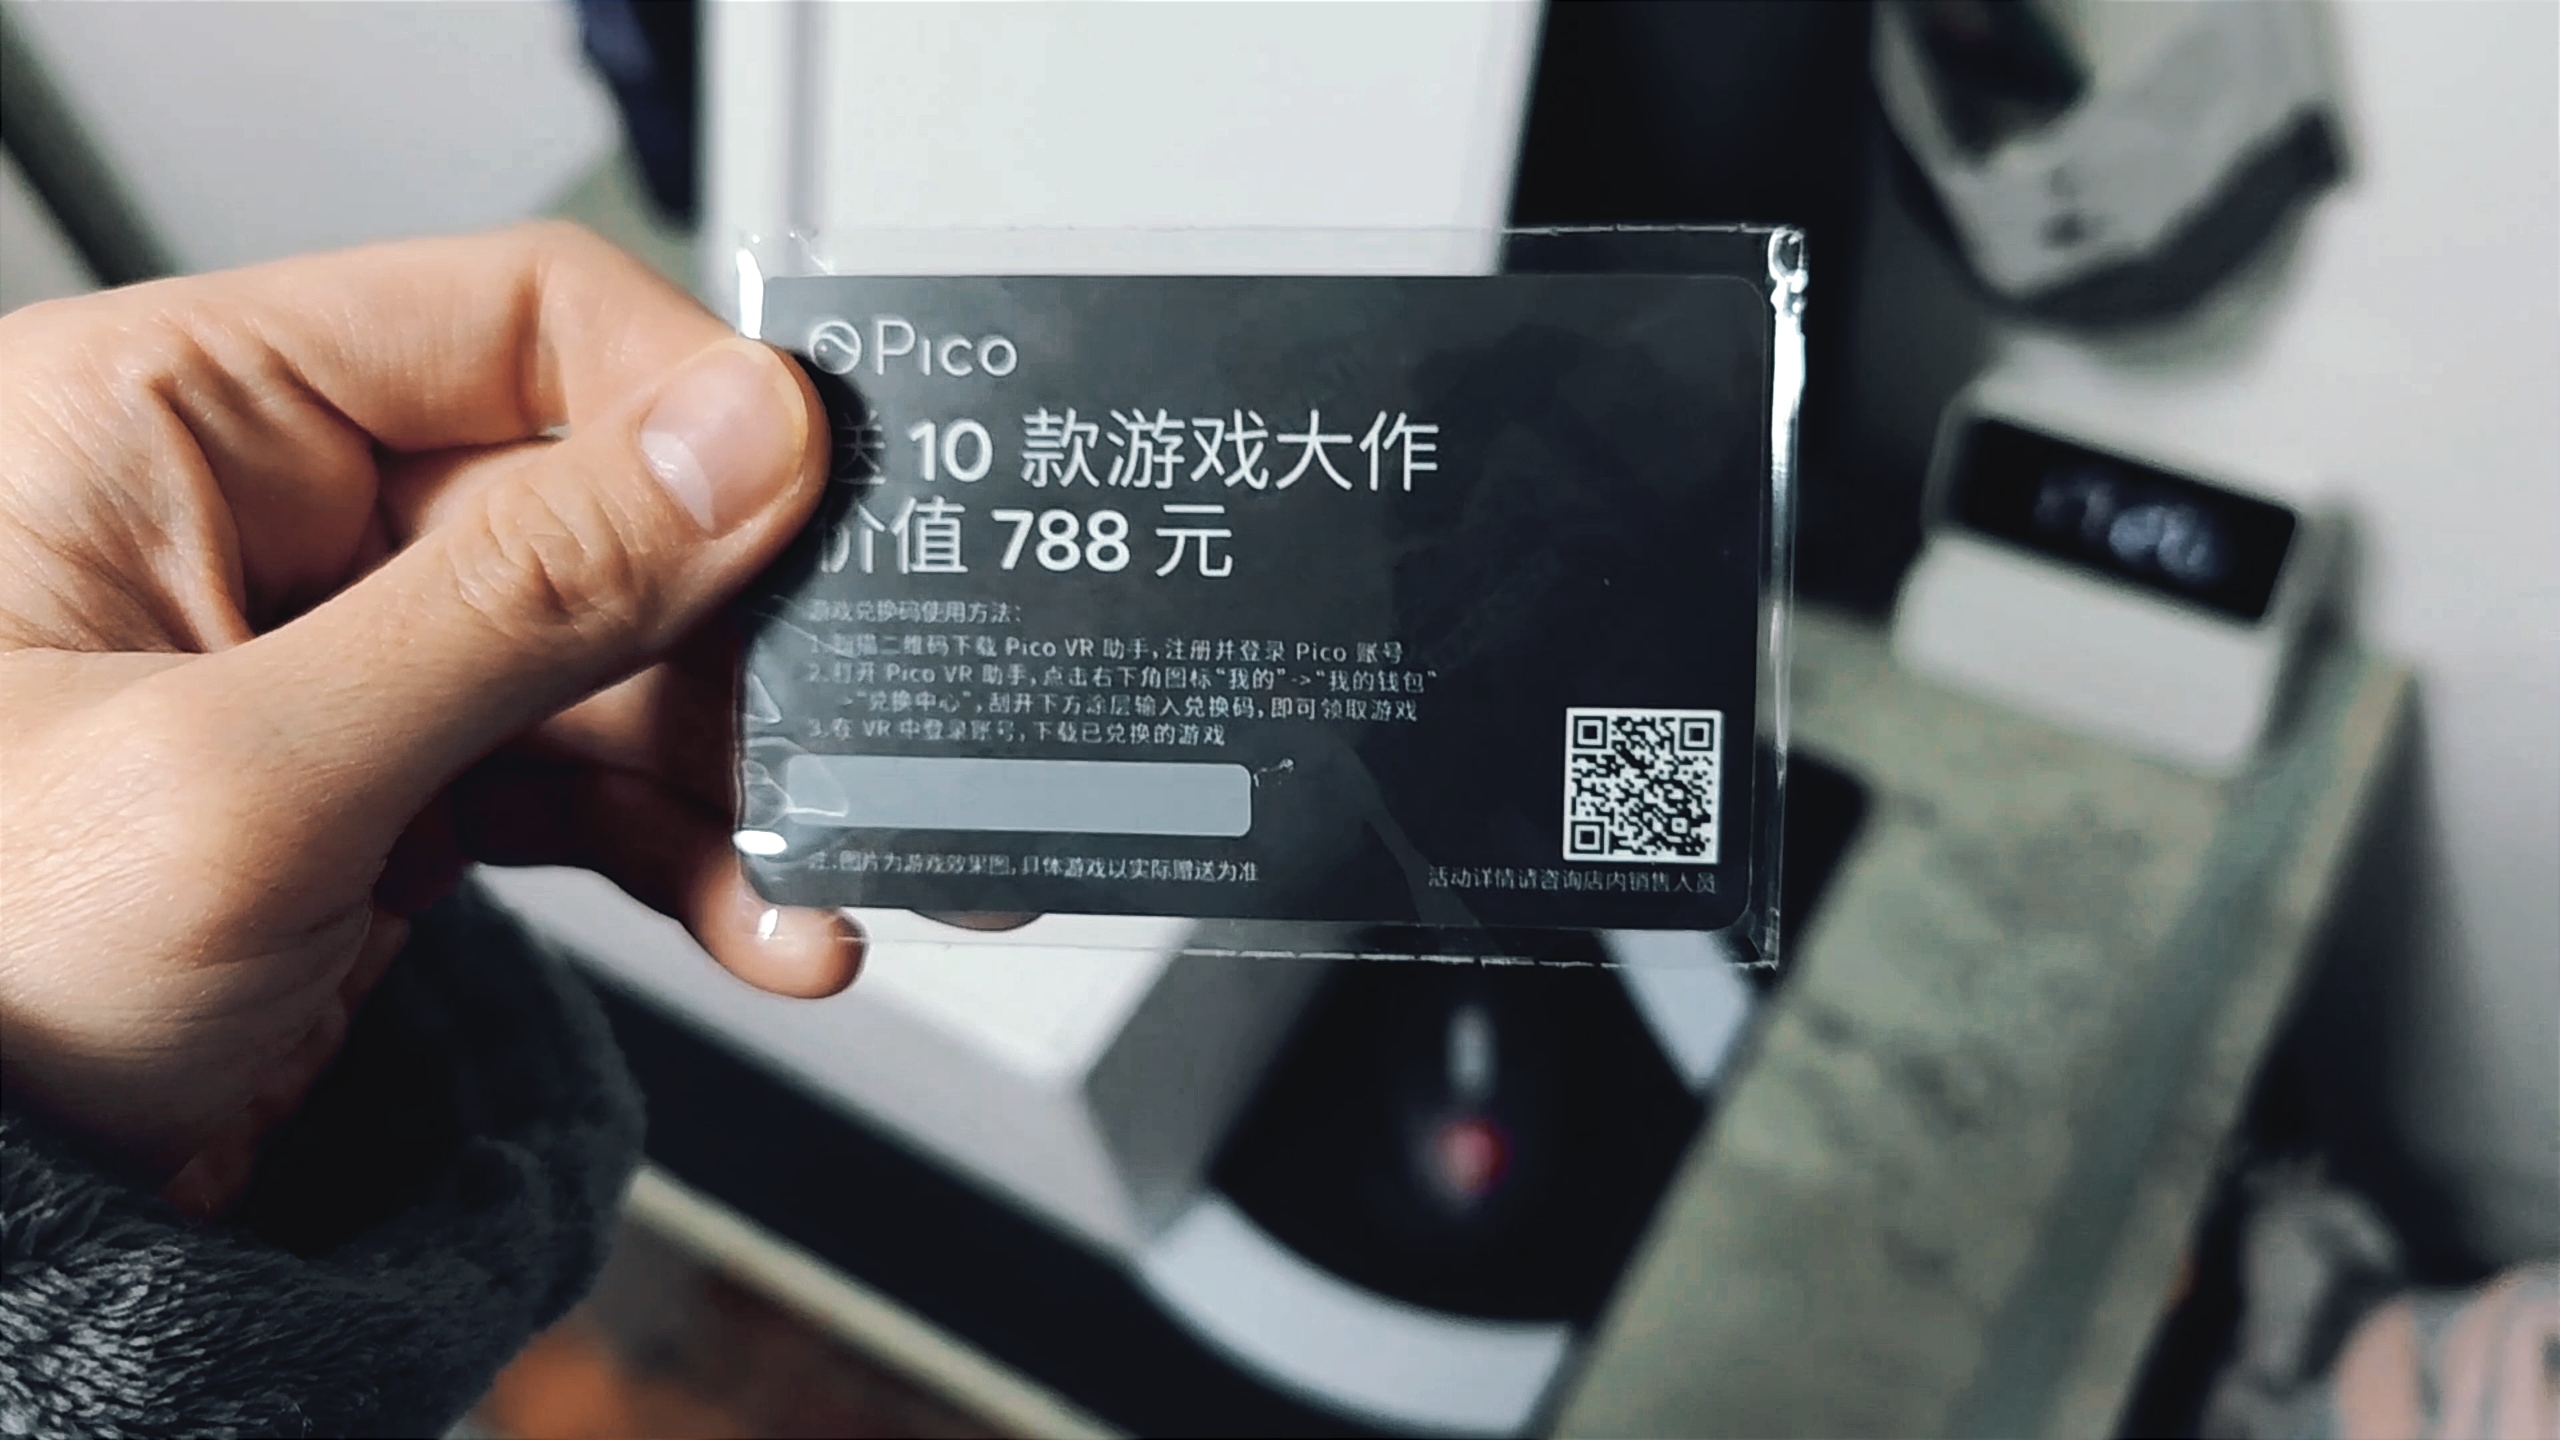 Pico
送 10 款游戏大作
价值 788 元
游戏兑换码使用方法:
1.扫描二维码下载 Pico VR 助手,注册并登录 Pico 账号
2.打开 Pico VR 助手,点击右下角图标“我的”->“我的钱包”
->“兑换中心”,刮开下方涂层输入兑换码,即可领取游戏
3.在 VR 中登录账号,下载已兑换的游戏
注:图片为游戏效果图,具体游戏以实际赠送为准
活动详情请咨询店内销售人员